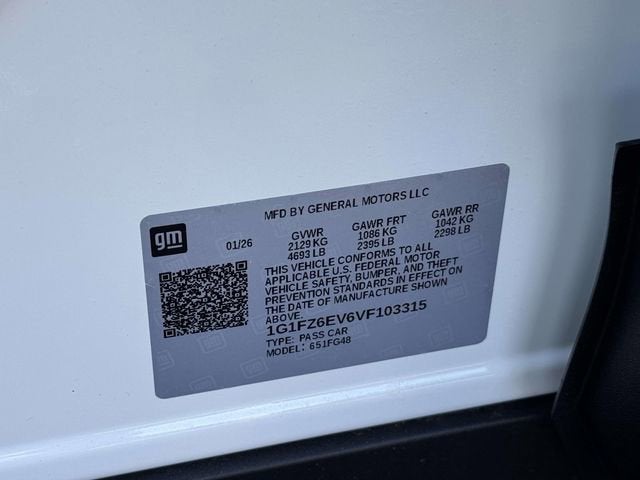 MFD BY GENERAL MOTORS LLC
gm
01/26
GVWR GAWR FRT GAWR RR
2129 KG 1086 KG 1042 KG
4693 LB 2395 LB 2298 LB
THIS VEHICLE CONFORMS TO ALL
APPLICABLE U.S. FEDERAL MOTOR
VEHICLE SAFETY, BUMPER, AND THEFT
PREVENTION STANDARDS IN EFFECT ON
THE DATE OF MANUFACTURE SHOWN
ABOVE.
1G1FZ6EV6VF103315
TYPE: PASS CAR
MODEL: 651FG48